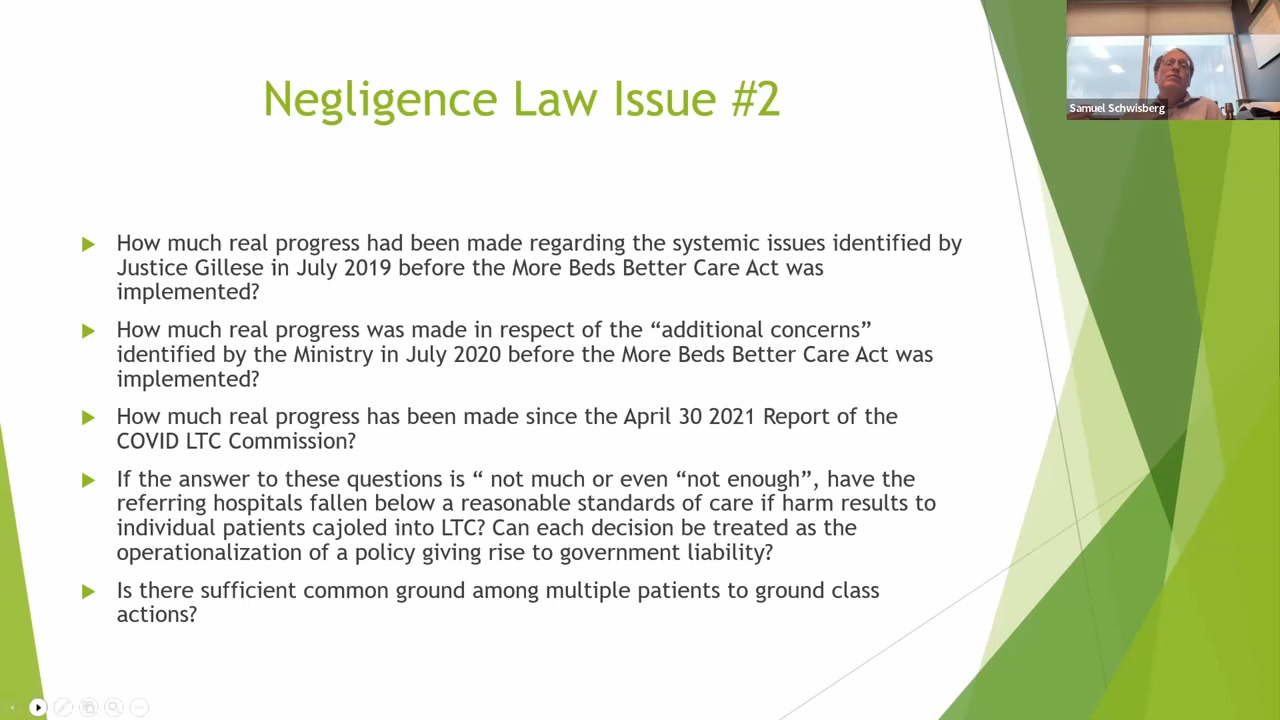 Negligence Law Issue #2
Samuel Schwisberg
How much real progress had been made regarding the systemic issues identified by
Justice Gillese in July 2019 before the More Beds Better Care Act was
implemented?
How much real progress was made in respect of the “additional concerns”
identified by the Ministry in July 2020 before the More Beds Better Care Act was
implemented?
How much real progress has been made since the April 30 2021 Report of the
COVID LTC Commission?
If the answer to these questions is “ not much or even “not enough”, have the
referring hospitals fallen below a reasonable standards of care if harm results to
individual patients cajoled into LTC? Can each decision be treated as the
operationalization of a policy giving rise to government liability?
Is there sufficient common ground among multiple patients to ground class
actions?